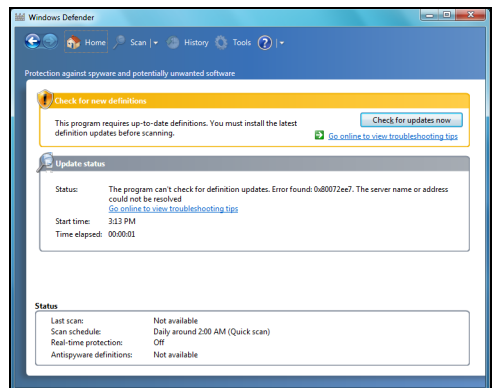 Windows Defender
Home Scan History Tools
Protection against spyware and potentially unwanted software
Check for new definitions
This program requires up-to-date definitions. You must install the latest
definition updates before scanning.
Check for updates now
Go online to view troubleshooting tips
Update status
Status: The program can't check for definition updates. Error found: 0x80072ee7. The server name or address
could not be resolved
Go online to view troubleshooting tips
Start time: 3:13 PM
Time elapsed: 00:00:01
Status
Last scan: Not available
Scan schedule: Daily around 2:00 AM (Quick scan)
Real-time protection: Off
Antispyware definitions: Not available